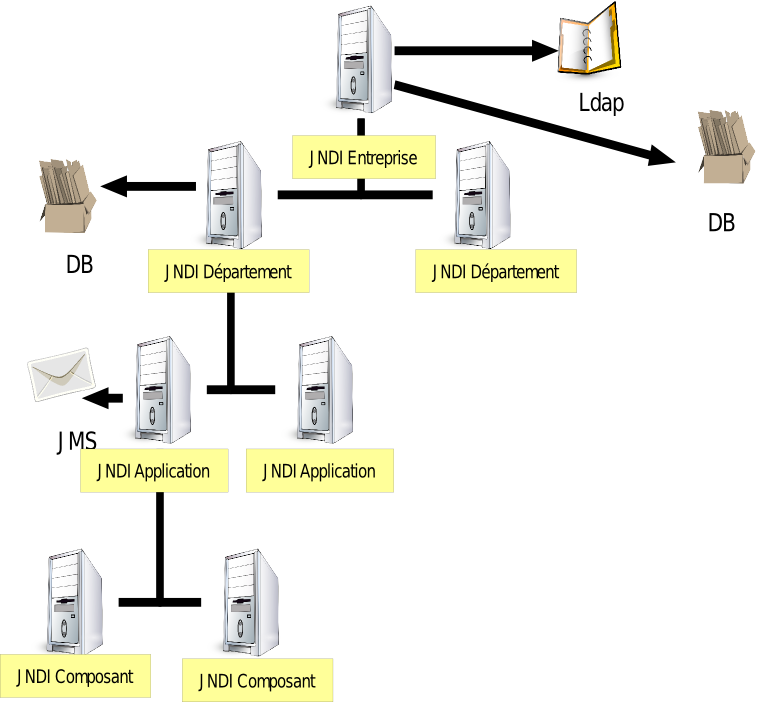 Ldap
JNDI Entreprise
DB
DB
JNDI Département
JNDI Département
JMS
JNDI Application
JNDI Application
JNDI Composant
JNDI Composant